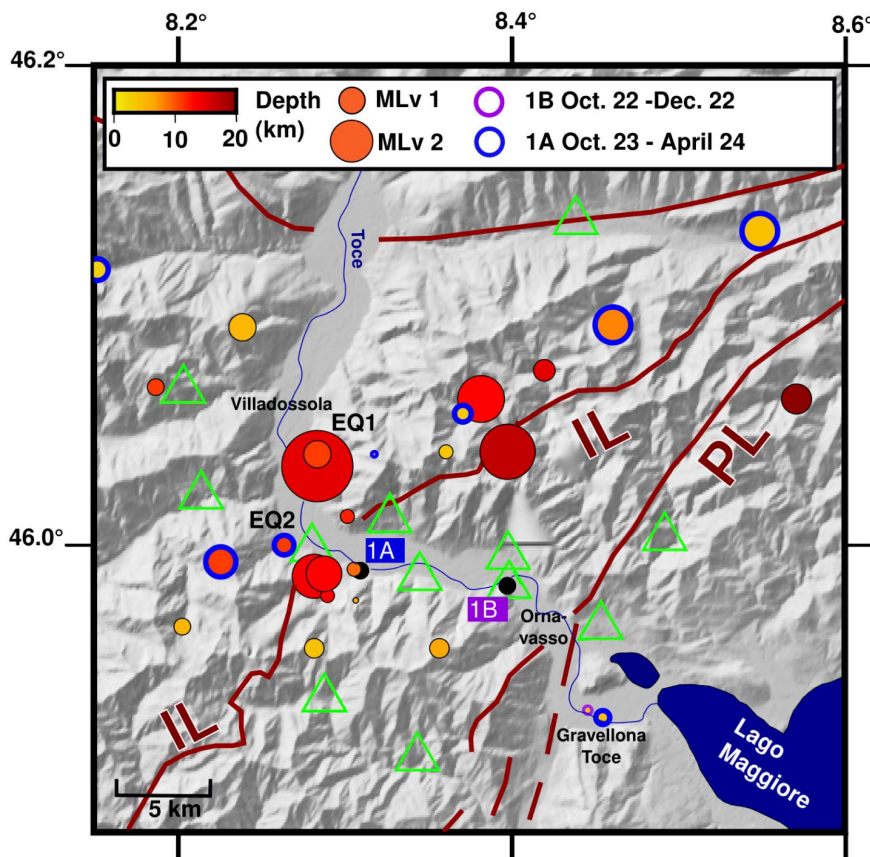 8.2°
8.4°
8.6°
46.2°
Depth
(km)
0
10
20
MLv 1
MLv 2
1B Oct. 22 -Dec. 22
1A Oct. 23 - April 24
Toce
Villadossola
EQ1
IL
PL
EQ2
46.0°
1A
1B
Orna-
vasso
IL
Gravellona
Toce
Lago
Maggiore
5 km